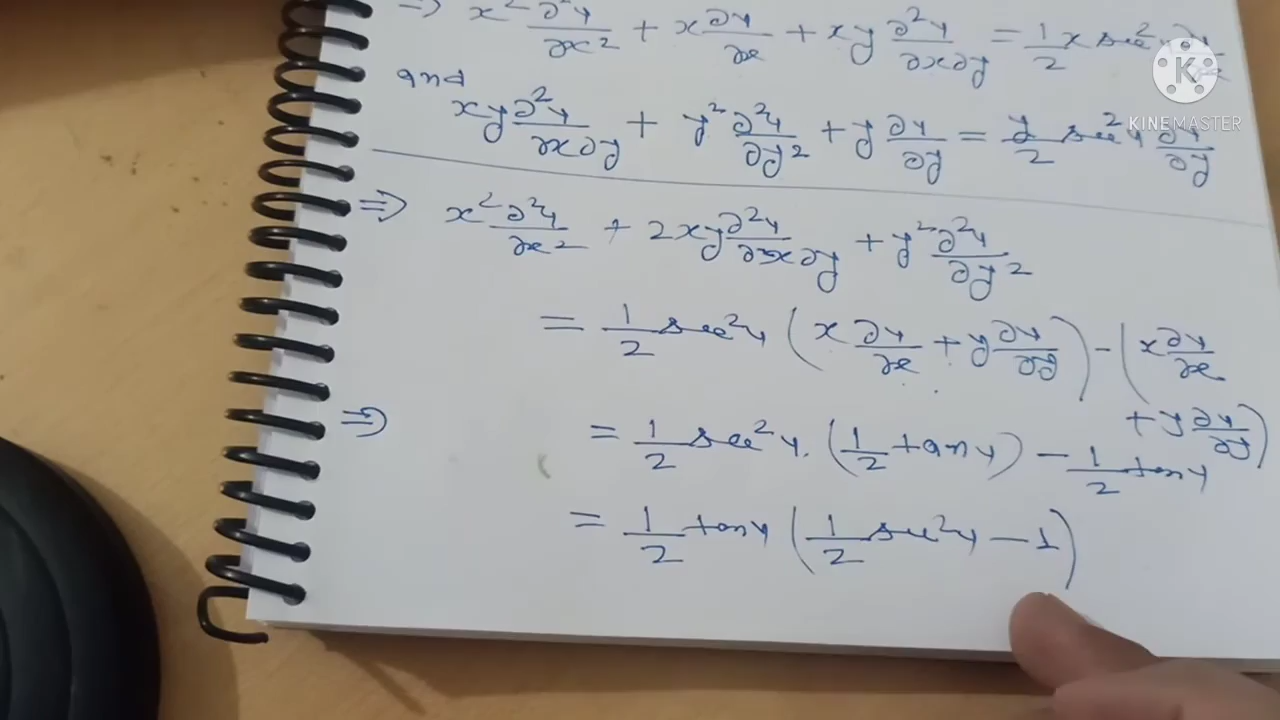 ⇒ x² ∂²u/∂x² + x ∂u/∂x + xy ∂²u/∂x∂y = 1/2 x sec²u ∂u/∂x
and
xy ∂²u/∂x∂y + y² ∂²u/∂y² + y ∂u/∂y = y/2 sec²u ∂u/∂y
⇒ x² ∂²u/∂x² + 2xy ∂²u/∂x∂y + y² ∂²u/∂y²
= 1/2 sec²u (x ∂u/∂x + y ∂u/∂y) - (x ∂u/∂x
+ y ∂u/∂y)
⇒ = 1/2 sec²u. (1/2 tan u) - 1/2 tan u
= 1/2 tan u (1/2 sec²u - 1)
K
KINEMASTER